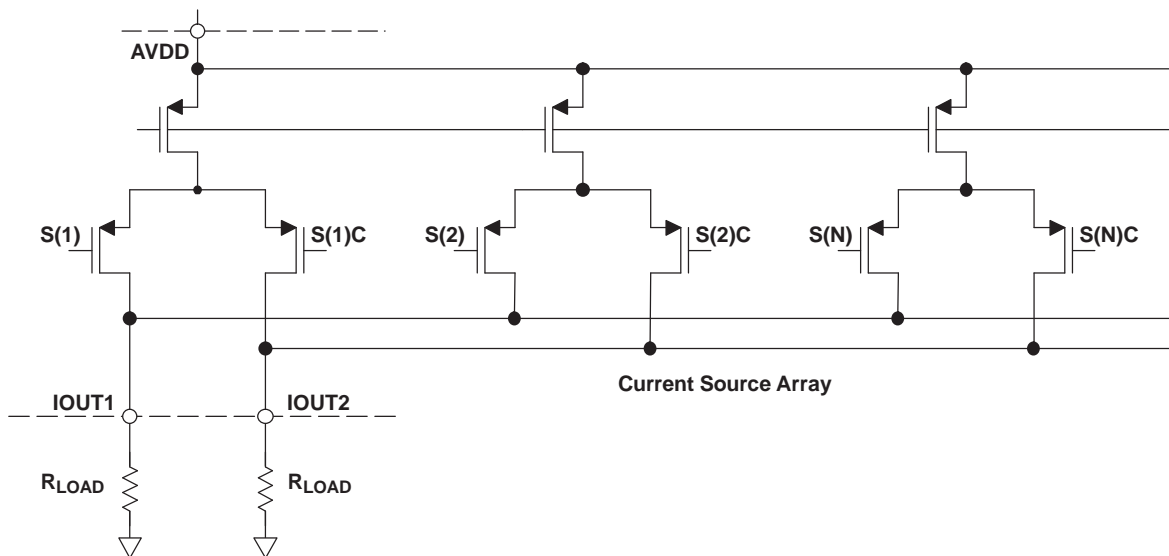 AVDD
S(1) S(1)C S(2) S(2)C S(N) S(N)C
Current Source Array
IOUT1 IOUT2
RLOAD RLOAD